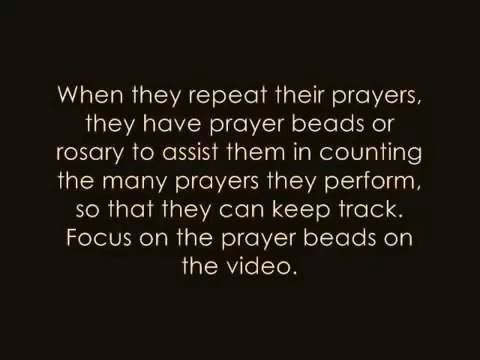 When they repeat their prayers,
they have prayer beads or
rosary to assist them in counting
the many prayers they perform,
so that they can keep track.
Focus on the prayer beads on
the video.